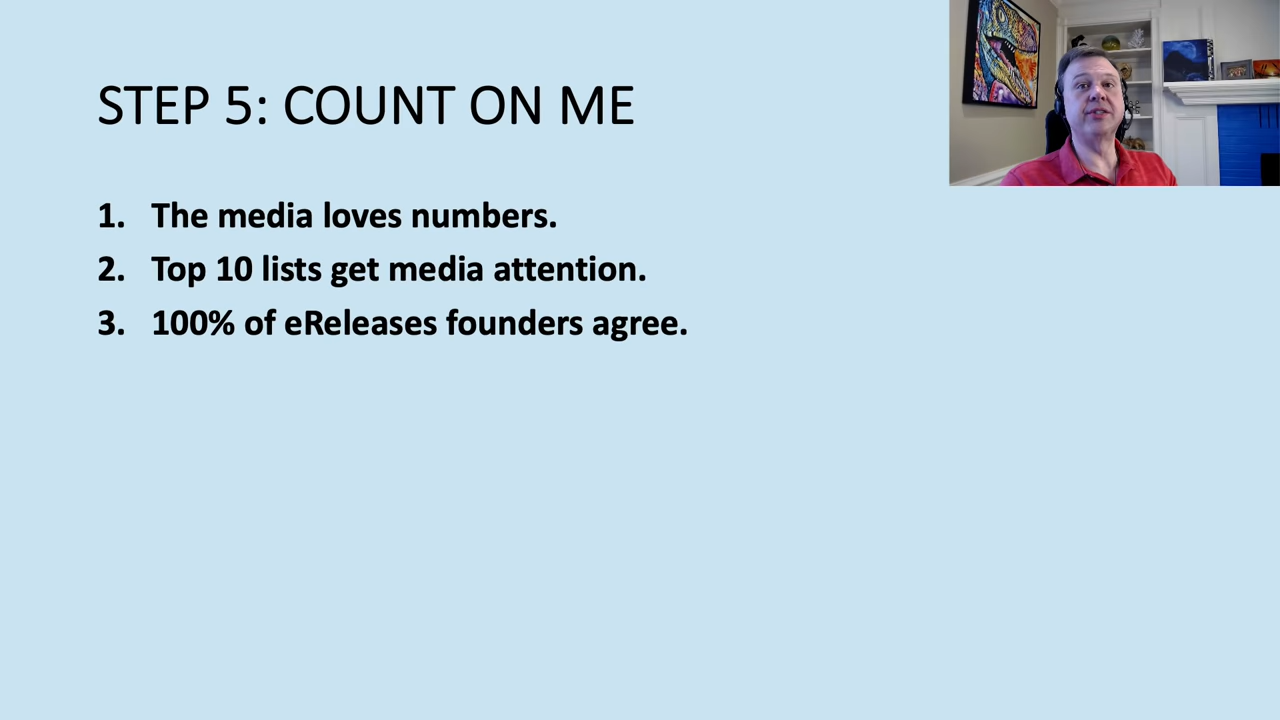 STEP 5: COUNT ON ME
1. The media loves numbers.
2. Top 10 lists get media attention.
3. 100% of eReleases founders agree.